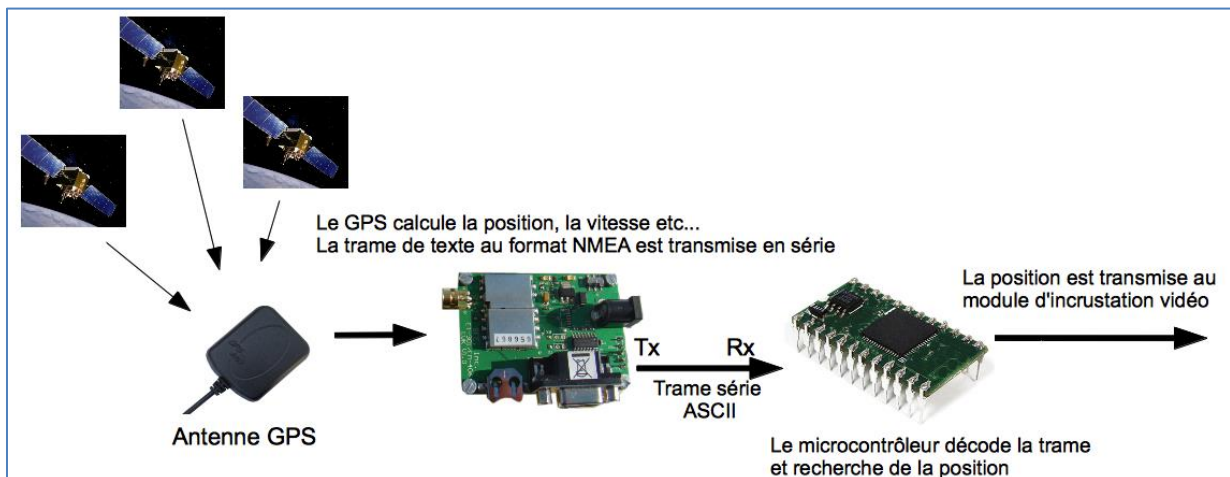 Le GPS calcule la position, la vitesse etc...
La trame de texte au format NMEA est transmise en série
La position est transmise au
module d'incrustation vidéo
Tx
Rx
Trame série
ASCII
Antenne GPS
Le microcontrôleur décode la trame
et recherche de la position